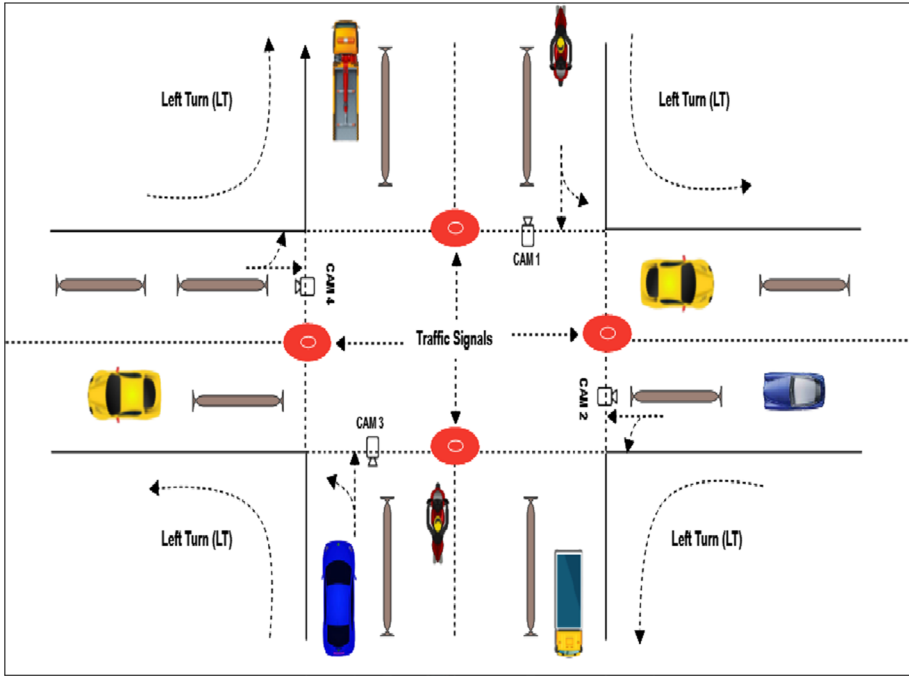 Left Turn (LT)
Left Turn (LT)
CAM 1
CAM 4
Traffic Signals
CAM 2
CAM 3
Left Turn (LT)
Left Turn (LT)